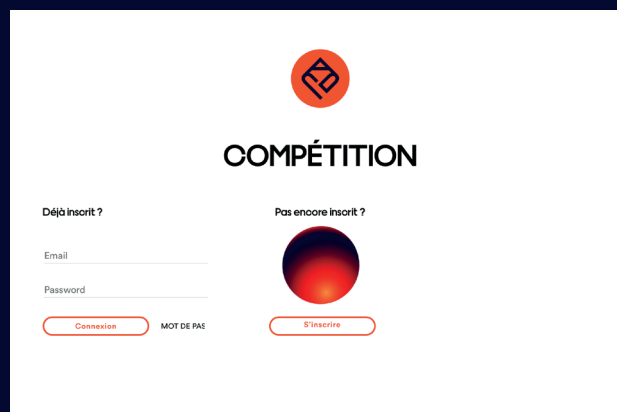 COMPÉTITION
Déjà inscrit ?
Email
Password
Connexion
MOT DE PAS
Pas encore inscrit ?
S'inscrire